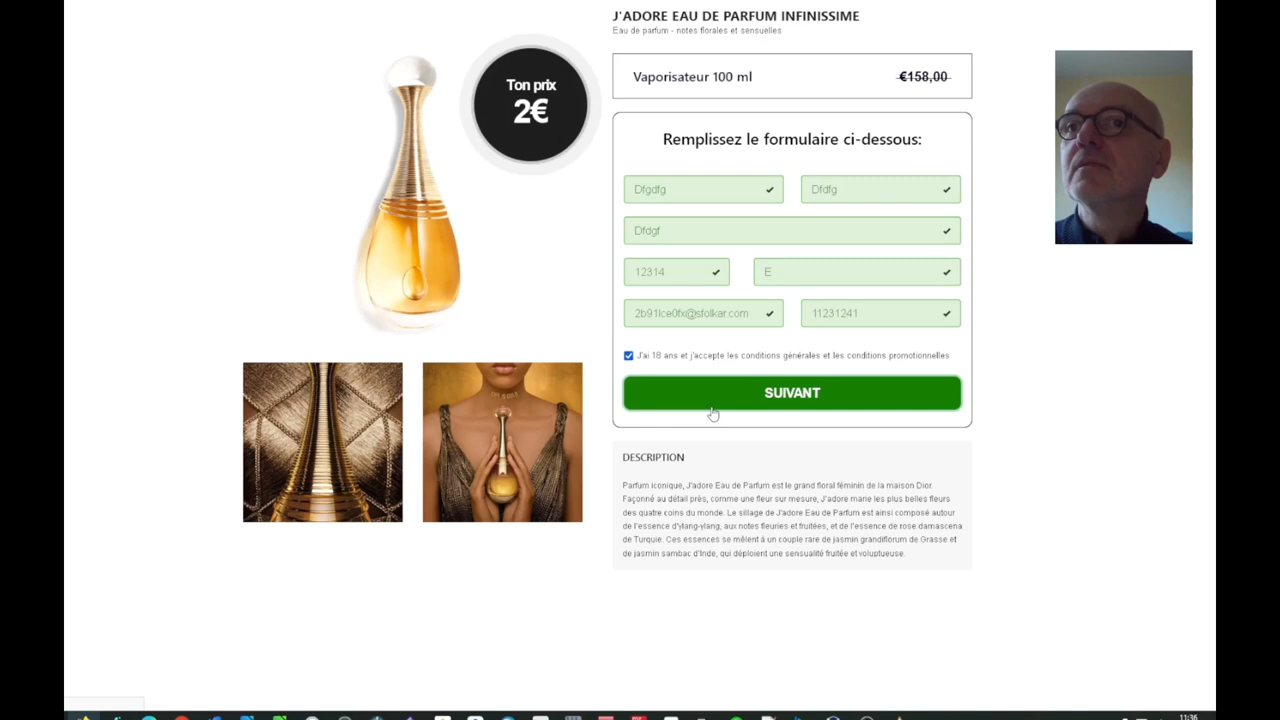 J'ADORE EAU DE PARFUM INFINISSIME
Eau de parfum - notes florales et sensuelles
Ton prix
2€
Vaporisateur 100 ml
€158,00
Remplissez le formulaire ci-dessous:
Dfgdfg
Dfdfg
Dfdgf
12314
E
2b91lce0fx@sfolkar.com
11231241
J'ai 18 ans et j'accepte les conditions générales et les conditions promotionnelles
SUIVANT
DESCRIPTION
Parfum iconique, J'adore Eau de Parfum est le grand floral féminin de la maison Dior.
Façonné au détail près, comme une fleur sur mesure, J'adore marie les plus belles fleurs
des quatre coins du monde. Le sillage de J'adore Eau de Parfum est ainsi composé autour
de l'essence d'ylang-ylang, aux notes fleuries et fruitées, et de l'essence de rose damascena
de Turquie. Ces essences se mêlent à un couple rare de jasmin grandiflorum de Grasse et
de jasmin sambac d'Inde, qui déploient une sensualité fruitée et voluptueuse.
11:36